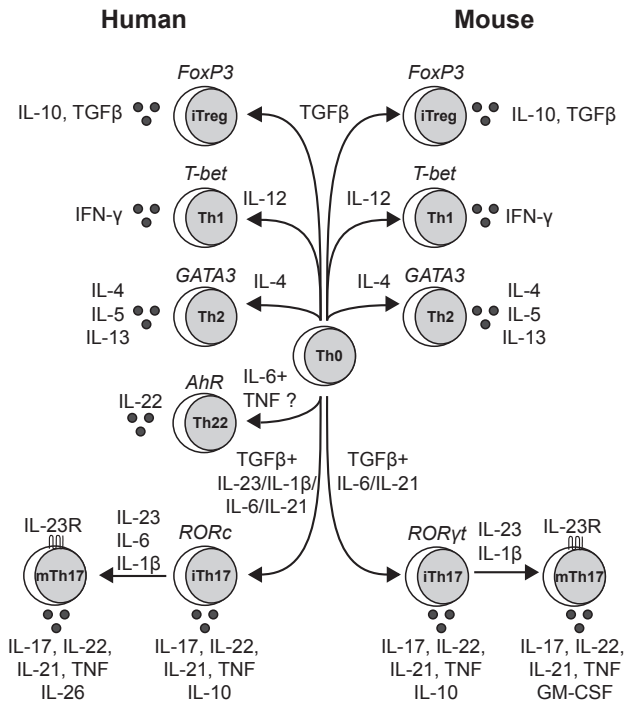 Human
Mouse
FoxP3
IL-10, TGFβ
iTreg
TGFβ
FoxP3
iTreg
IL-10, TGFβ
T-bet
IFN-γ
Th1
IL-12
IL-12
T-bet
Th1
IFN-γ
GATA3
IL-4
IL-5
IL-13
Th2
IL-4
IL-4
GATA3
Th2
IL-4
IL-5
IL-13
Th0
AhR
IL-22
Th22
IL-6+
TNF ?
TGFβ+
IL-23/IL-1β/
IL-6/IL-21
TGFβ+
IL-6/IL-21
IL-23R
mTh17
IL-23
IL-6
IL-1β
RORc
iTh17
RORγt
iTh17
IL-23
IL-1β
IL-23R
mTh17
IL-17, IL-22,
IL-21, TNF
IL-26
IL-17, IL-22,
IL-21, TNF
IL-10
IL-17, IL-22,
IL-21, TNF
IL-10
IL-17, IL-22,
IL-21, TNF
GM-CSF